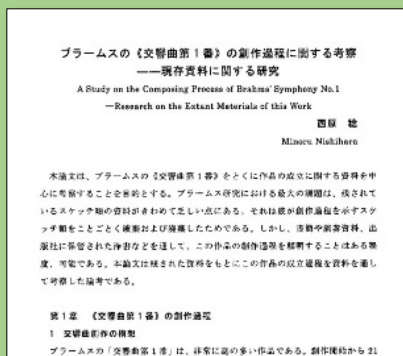 ブラームスの《交響曲第1番》の創作過程に関する考察
——現存資料に関する研究
A Study on the Composing Process of Brahms' Symphony No.1
—Research on the Extant Materials of this Work
西原 稔
Minoru Nishihara
本論文は、ブラームスの《交響曲第1番》をとくに作品の成立に関する資料を中
心に考察することを目的とする。ブラームス研究における最大の課題は、残されて
いるスケッチ類の資料がきわめて乏しい点にある。それは彼が創作過程を示すスケ
ッチ類をことごとく破棄および廃棄したためである。しかし、書簡や楽譜資料、出
版社に保管された浄書などを通して、この作品の創作過程を解明することはある程
度、可能である。本論文は残された資料をもとにこの作品の成立過程を資料を通し
て考察した論考である。
第1章 《交響曲第1番》の創作過程
1 交響曲創作の構想
ブラームスの「交響曲第1番」は、非常に謎の多い作品である。創作開始から21